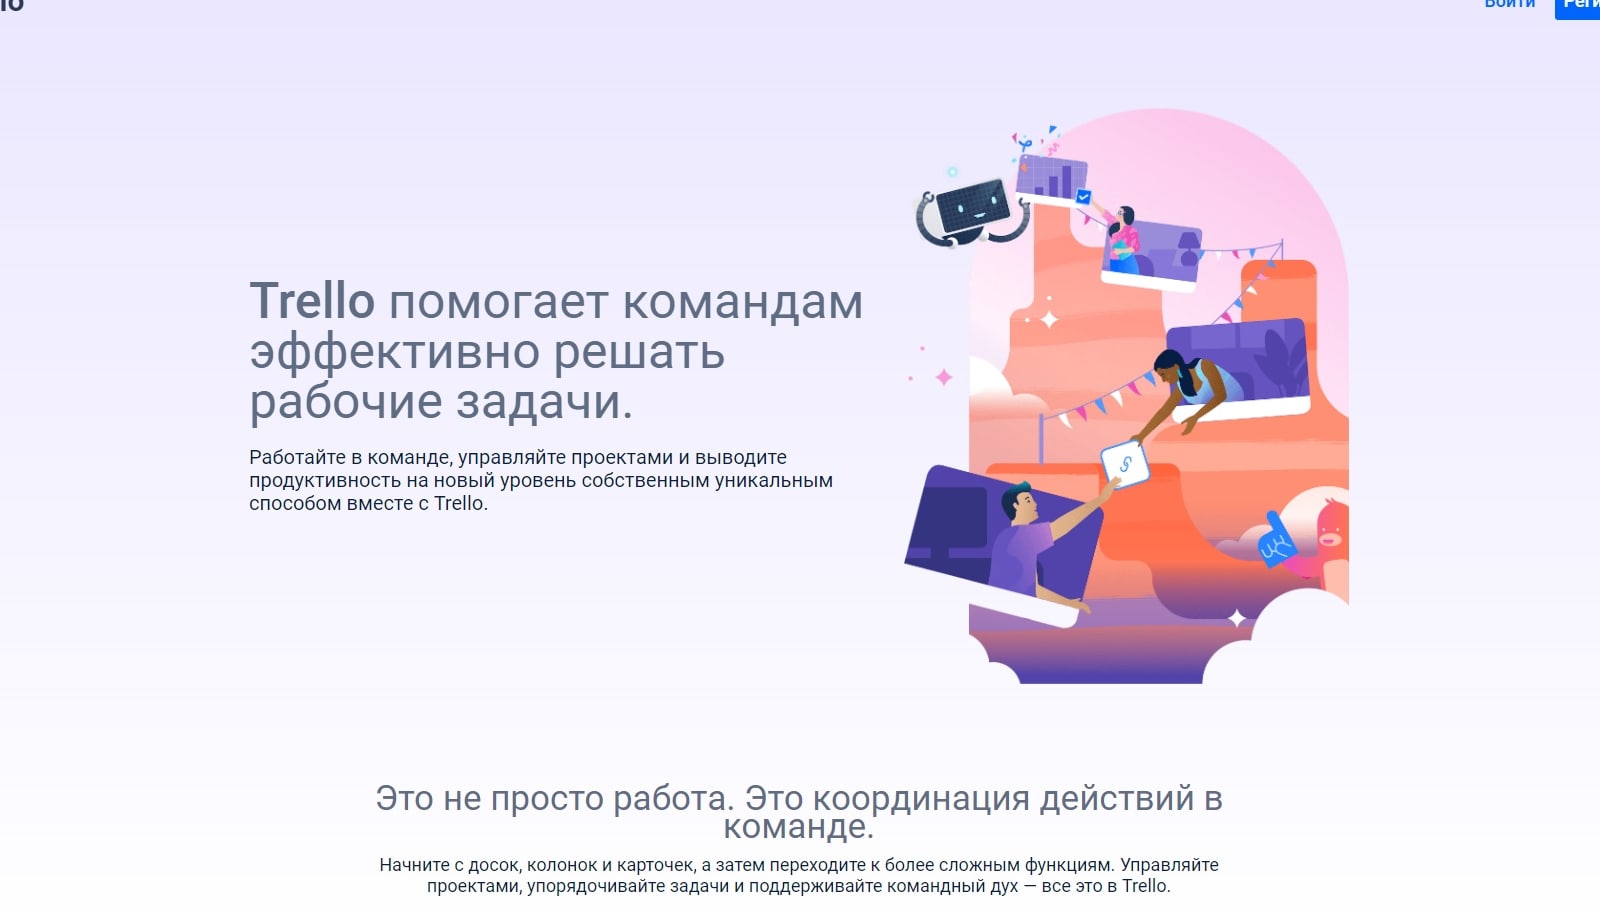 Войти
Trello помогает командам
эффективно решать
рабочие задачи.
Работайте в команде, управляйте проектами и выводите
продуктивность на новый уровень собственным уникальным
способом вместе с Trello.
Это не просто работа. Это координация действий в
команде.
Начните с досок, колонок и карточек, а затем переходите к более сложным функциям. Управляйте
проектами, упорядочивайте задачи и поддерживайте командный дух — все это в Trello.